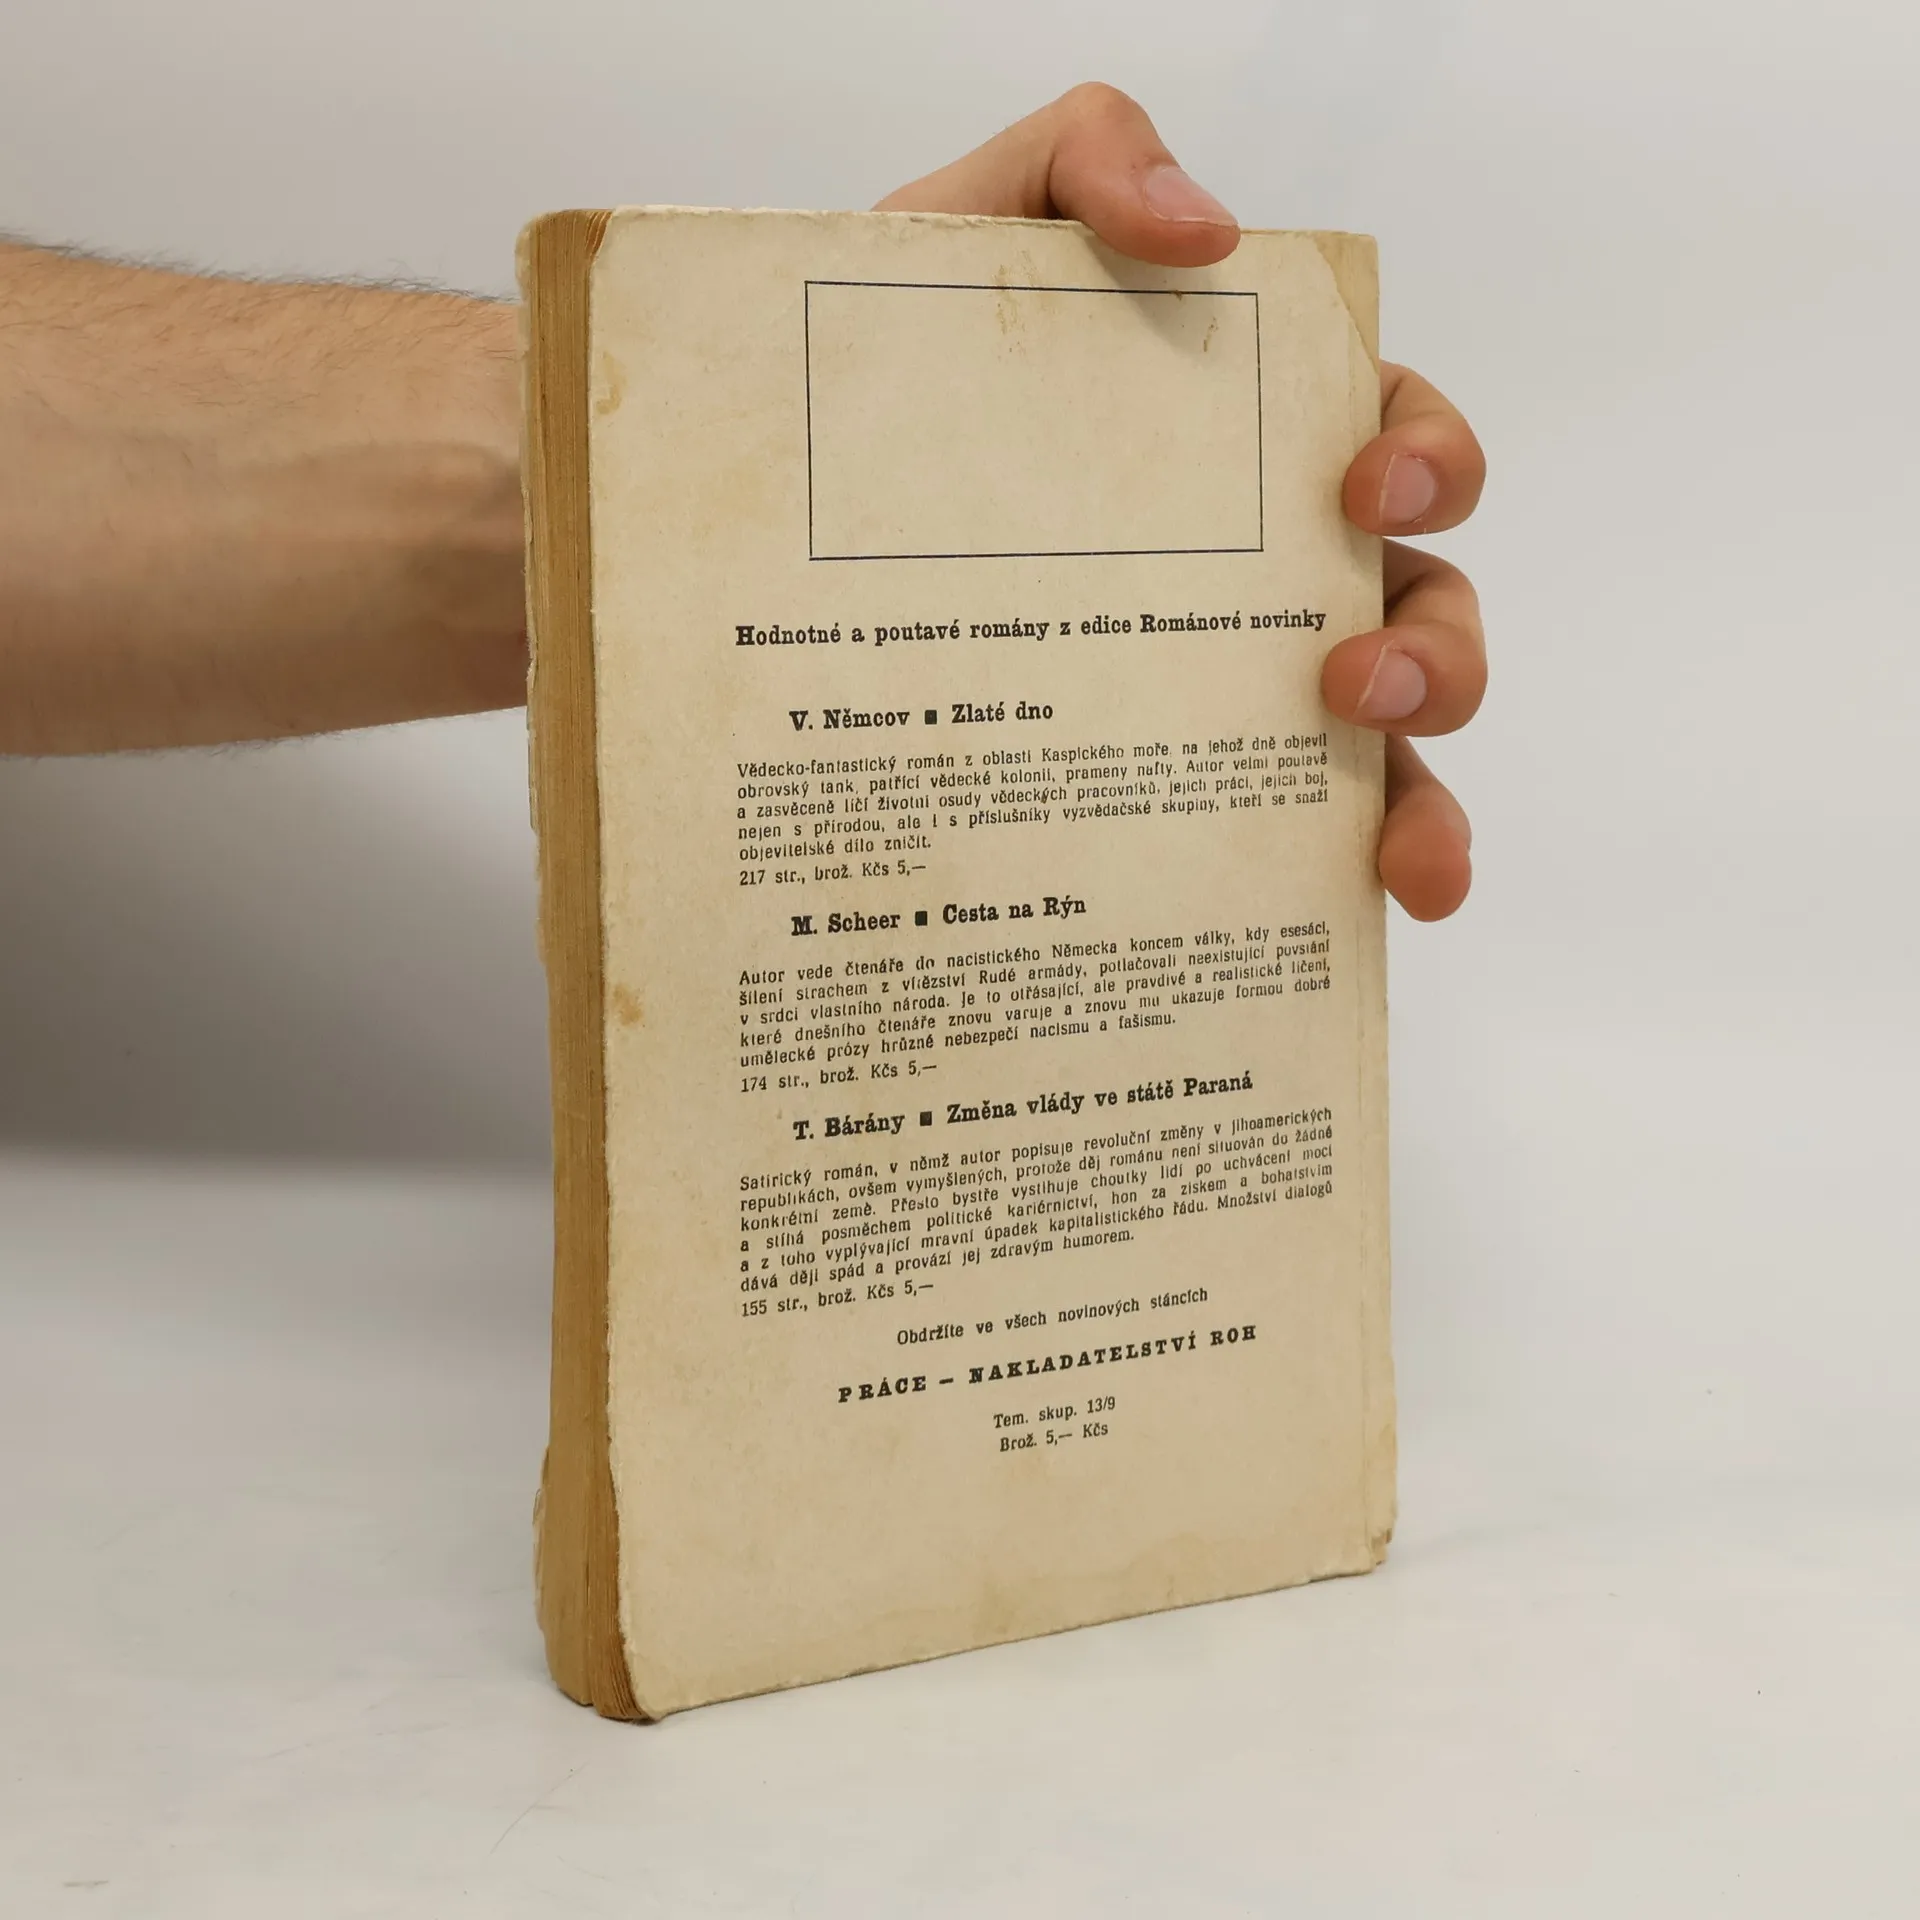 Hodnotné a poutavé romány z edice Románové novinky
V. Němcov ■ Zlaté dno
Vědecko-fantastický román z oblasti Kaspického moře, na jehož dně objevil
obrovský tank, patřící vědecké kolonii, prameny nafty. Autor velmi poutavě
a zasvěceně líčí životní osudy vědeckých pracovníků, jejich práci, jejich boj,
nejen s přírodou, ale i s příslušníky vyzvědačské skupiny, kteří se snaží
objevitelské dílo zničit.
217 str., brož. Kčs 5,—
M. Scheer ■ Cesta na Rýn
Autor vede čtenáře do nacistického Německa koncem války, kdy esesáci,
šílení strachem z vítězství Rudé armády, potlačovali neexistující povstání
v srdci vlastního národa. Je to otřásající, ale pravdivé a realistické líčení,
které dnešního čtenáře znovu varuje a znovu mu ukazuje formou dobré
umělecké prózy hrůzné nebezpečí nacismu a fašismu.
174 str., brož. Kčs 5,—
T. Bárány ■ Změna vlády ve státě Paraná
Satirický román, v němž autor popisuje revoluční změny v jihoamerických
republikách, ovšem vymyšlených, protože děj románu není situován do žádné
konkrétní země. Přesto bystře vystihuje choutky lidí po uchvácení moci
a stíhá posměchem politické kariérnictví, hon za ziskem a bohatstvím
a z toho vyplývající mravní úpadek kapitalistického řádu. Množství dialogů
dává ději spád a provází jej zdravým humorem.
155 str., brož. Kčs 5,—
Obdržíte ve všech novinových stáncích
PRÁCE — NAKLADATELSTVÍ ROH
Tem. skup. 13/9
Brož. 5,— Kčs